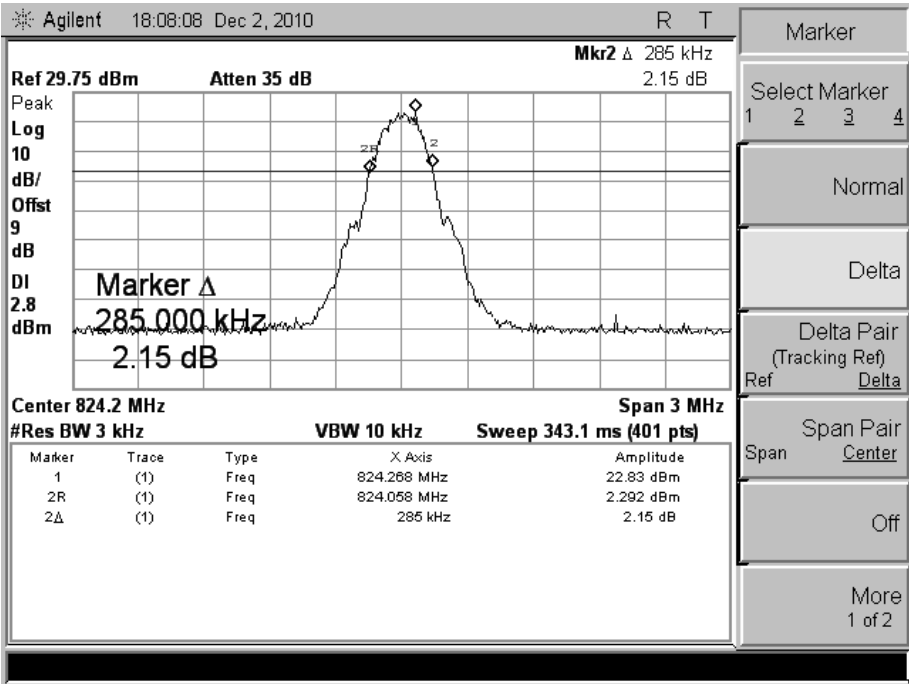 Agilent 18:08:08 Dec 2, 2010 R T
Mkr2 Δ 285 kHz
Ref 29.75 dBm Atten 35 dB 2.15 dB
Peak
Log
10
dB/
Offst
9
dB
DI
2.8
dBm
1
2R
2
Marker Δ
285.000 kHz
2.15 dB
Center 824.2 MHz Span 3 MHz
#Res BW 3 kHz VBW 10 kHz Sweep 343.1 ms (401 pts)
Marker Trace Type X Axis Amplitude
1 (1) Freq 824.268 MHz 22.83 dBm
2R (1) Freq 824.058 MHz 2.292 dBm
2Δ (1) Freq 285 kHz 2.15 dB
Marker
Select Marker
1 2 3 4
Normal
Delta
Delta Pair
(Tracking Ref)
Ref Delta
Span Pair
Span Center
Off
More
1 of 2